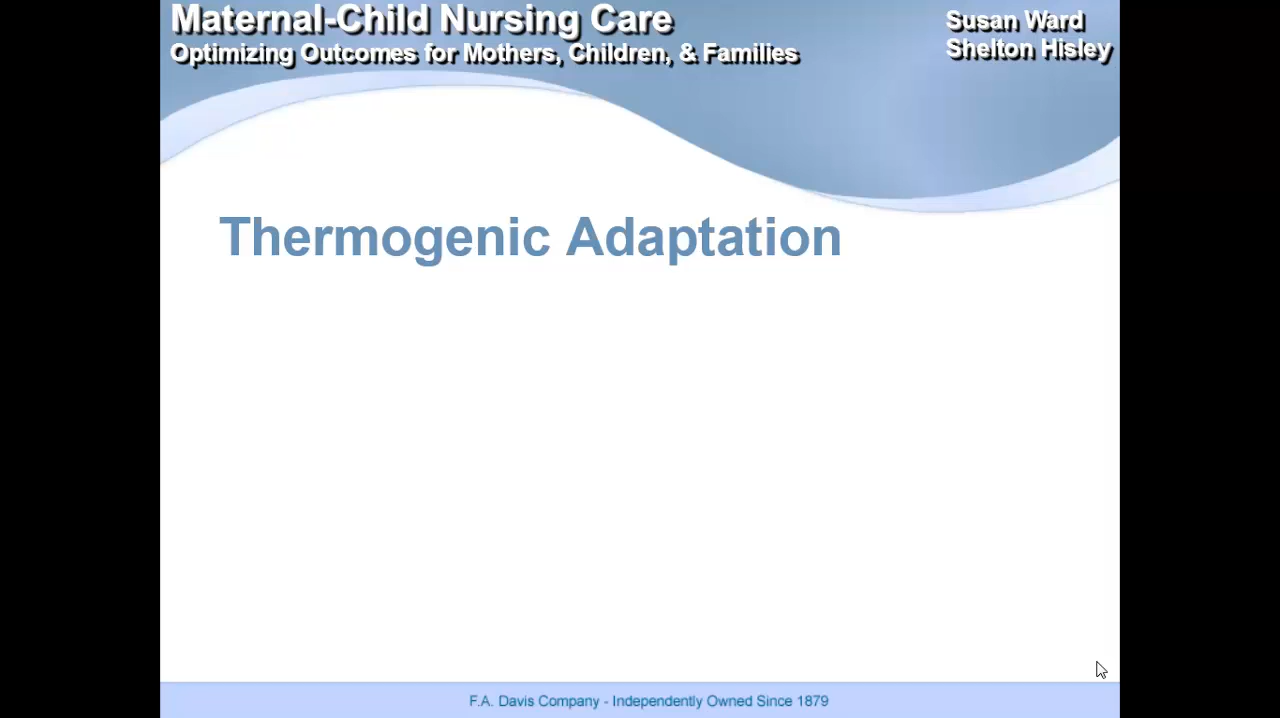 Maternal-Child Nursing Care
Optimizing Outcomes for Mothers, Children, & Families
Susan Ward
Shelton Hisley
Thermogenic Adaptation
F.A. Davis Company - Independently Owned Since 1879